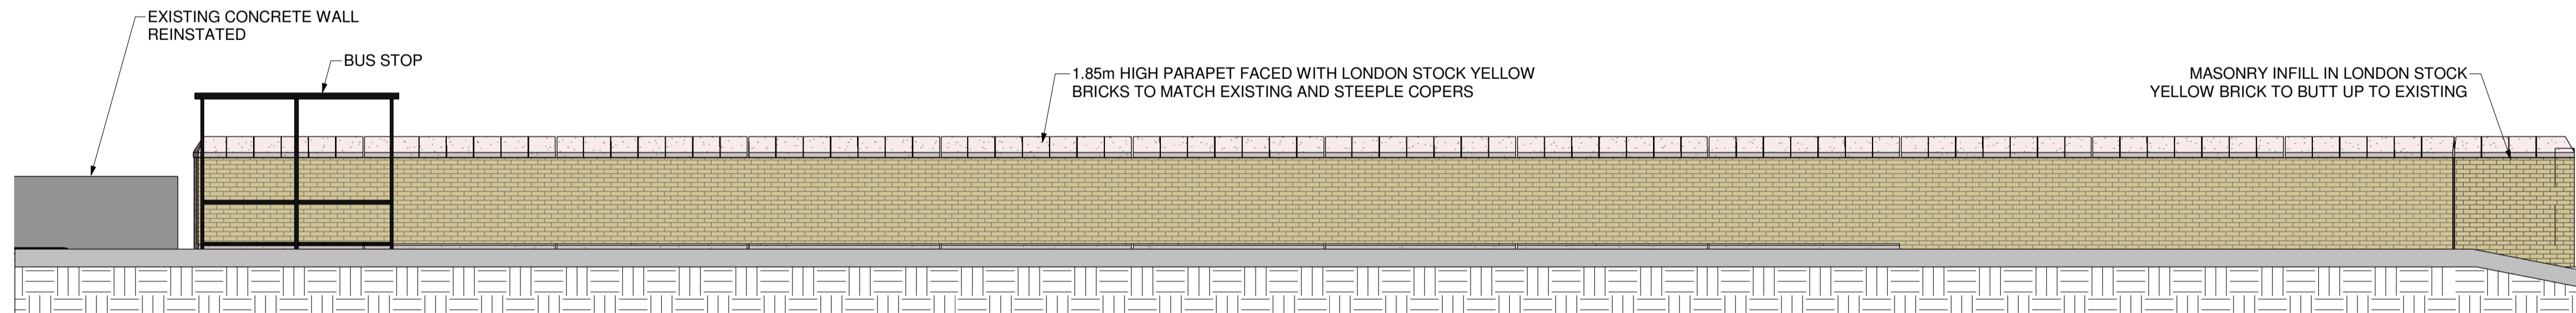 EXISTING CONCRETE WALL
REINSTATED
BUS STOP
1.85m HIGH PARAPET FACED WITH LONDON STOCK YELLOW
BRICKS TO MATCH EXISTING AND STEEPLE COPERS
MASONRY INFILL IN LONDON STOCK
YELLOW BRICK TO BUTT UP TO EXISTING